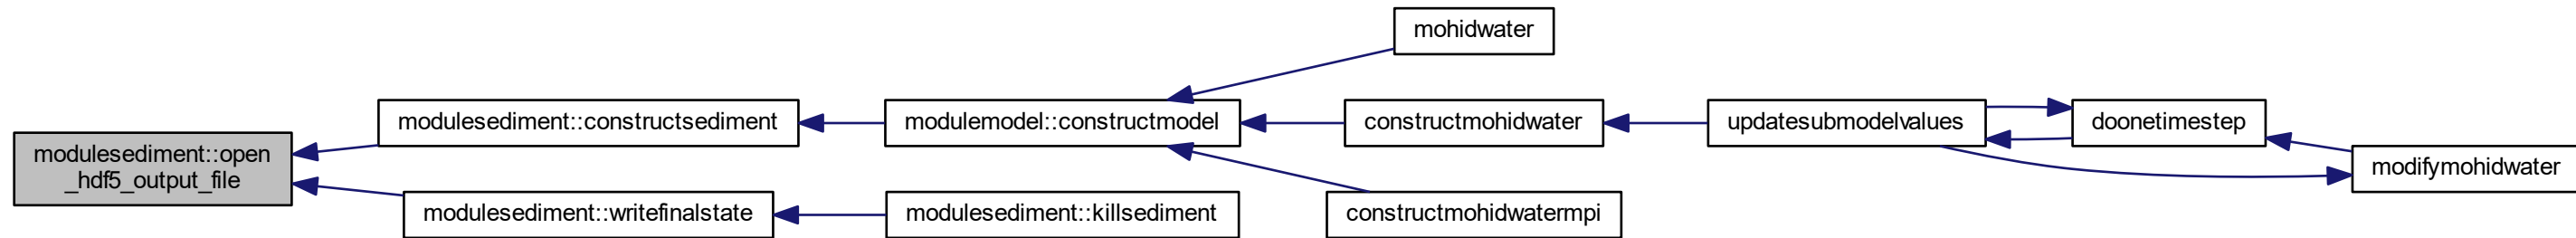 mohidwater
modulesediment::constructsediment
modulemodel::constructmodel
constructmohidwater
updatesubmodelvalues
doonetimestep
modulesediment::open
_hdf5_output_file
modifymohidwater
modulesediment::writefinalstate
modulesediment::killsediment
constructmohidwatermpi